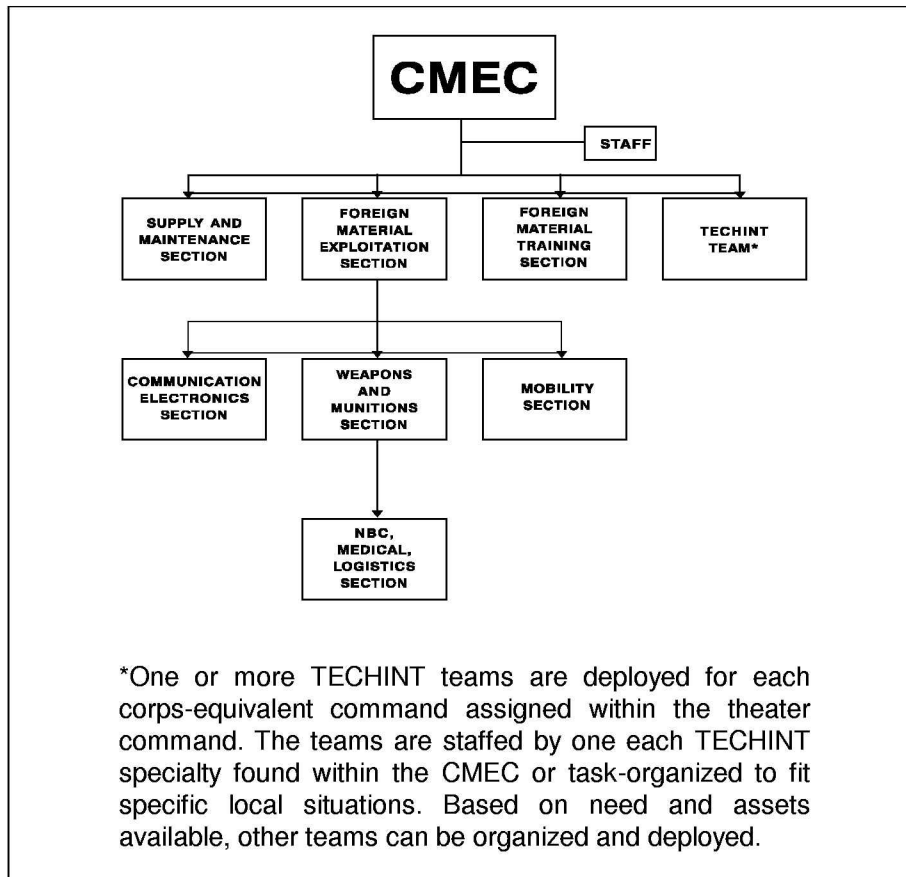 CMEC
STAFF
SUPPLY AND
MAINTENANCE
SECTION
FOREIGN
MATERIAL
EXPLOITATION
SECTION
FOREIGN
MATERIAL
TRAINING
SECTION
TECHINT
TEAM*
COMMUNICATION
ELECTRONICS
SECTION
WEAPONS
AND
MUNITIONS
SECTION
MOBILITY
SECTION
NBC,
MEDICAL,
LOGISTICS
SECTION
*One or more TECHINT teams are deployed for each
corps-equivalent command assigned within the theater
command. The teams are staffed by one each TECHINT
specialty found within the CMEC or task-organized to fit
specific local situations. Based on need and assets
available, other teams can be organized and deployed.